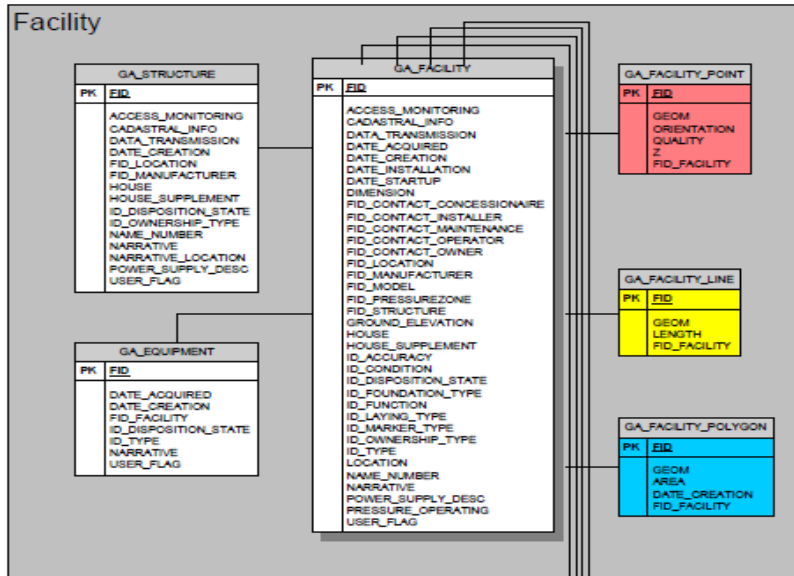 Facility
GA_STRUCTURE
PK FID
ACCESS_MONITORING
CADASTRAL_INFO
DATA_TRANSMISSION
DATE_CREATION
FID_LOCATION
FID_MANUFACTURER
HOUSE
HOUSE_SUPPLEMENT
ID_DISPOSITION_STATE
ID_OWNERSHIP_TYPE
NAME_NUMBER
NARRATIVE
NARRATIVE_LOCATION
POWER_SUPPLY_DESC
USER_FLAG
GA_EQUIPMENT
PK FID
DATE_ACQUIRED
DATE_CREATION
FID_FACILITY
ID_DISPOSITION_STATE
ID_TYPE
NARRATIVE
USER_FLAG
GA_FACILITY
PK FID
ACCESS_MONITORING
CADASTRAL_INFO
DATA_TRANSMISSION
DATE_ACQUIRED
DATE_CREATION
DATE_INSTALLATION
DATE_STARTUP
DIMENSION
FID_CONTACT_CONCESSIONAIRE
FID_CONTACT_INSTALLER
FID_CONTACT_MAINTENANCE
FID_CONTACT_OPERATOR
FID_CONTACT_OWNER
FID_LOCATION
FID_MANUFACTURER
FID_MODEL
FID_PRESSUREZONE
FID_STRUCTURE
GROUND_ELEVATION
HOUSE
HOUSE_SUPPLEMENT
ID_ACCURACY
ID_CONDITION
ID_DISPOSITION_STATE
ID_FOUNDATION_TYPE
ID_FUNCTION
ID_LAYING_TYPE
ID_MARKER_TYPE
ID_OWNERSHIP_TYPE
ID_TYPE
LOCATION
NAME_NUMBER
NARRATIVE
POWER_SUPPLY_DESC
PRESSURE_OPERATING
USER_FLAG
GA_FACILITY_POINT
PK FID
GEOM
ORIENTATION
QUALITY
Z
FID_FACILITY
GA_FACILITY_LINE
PK FID
GEOM
LENGTH
FID_FACILITY
GA_FACILITY_POLYGON
PK FID
GEOM
AREA
DATE_CREATION
FID_FACILITY